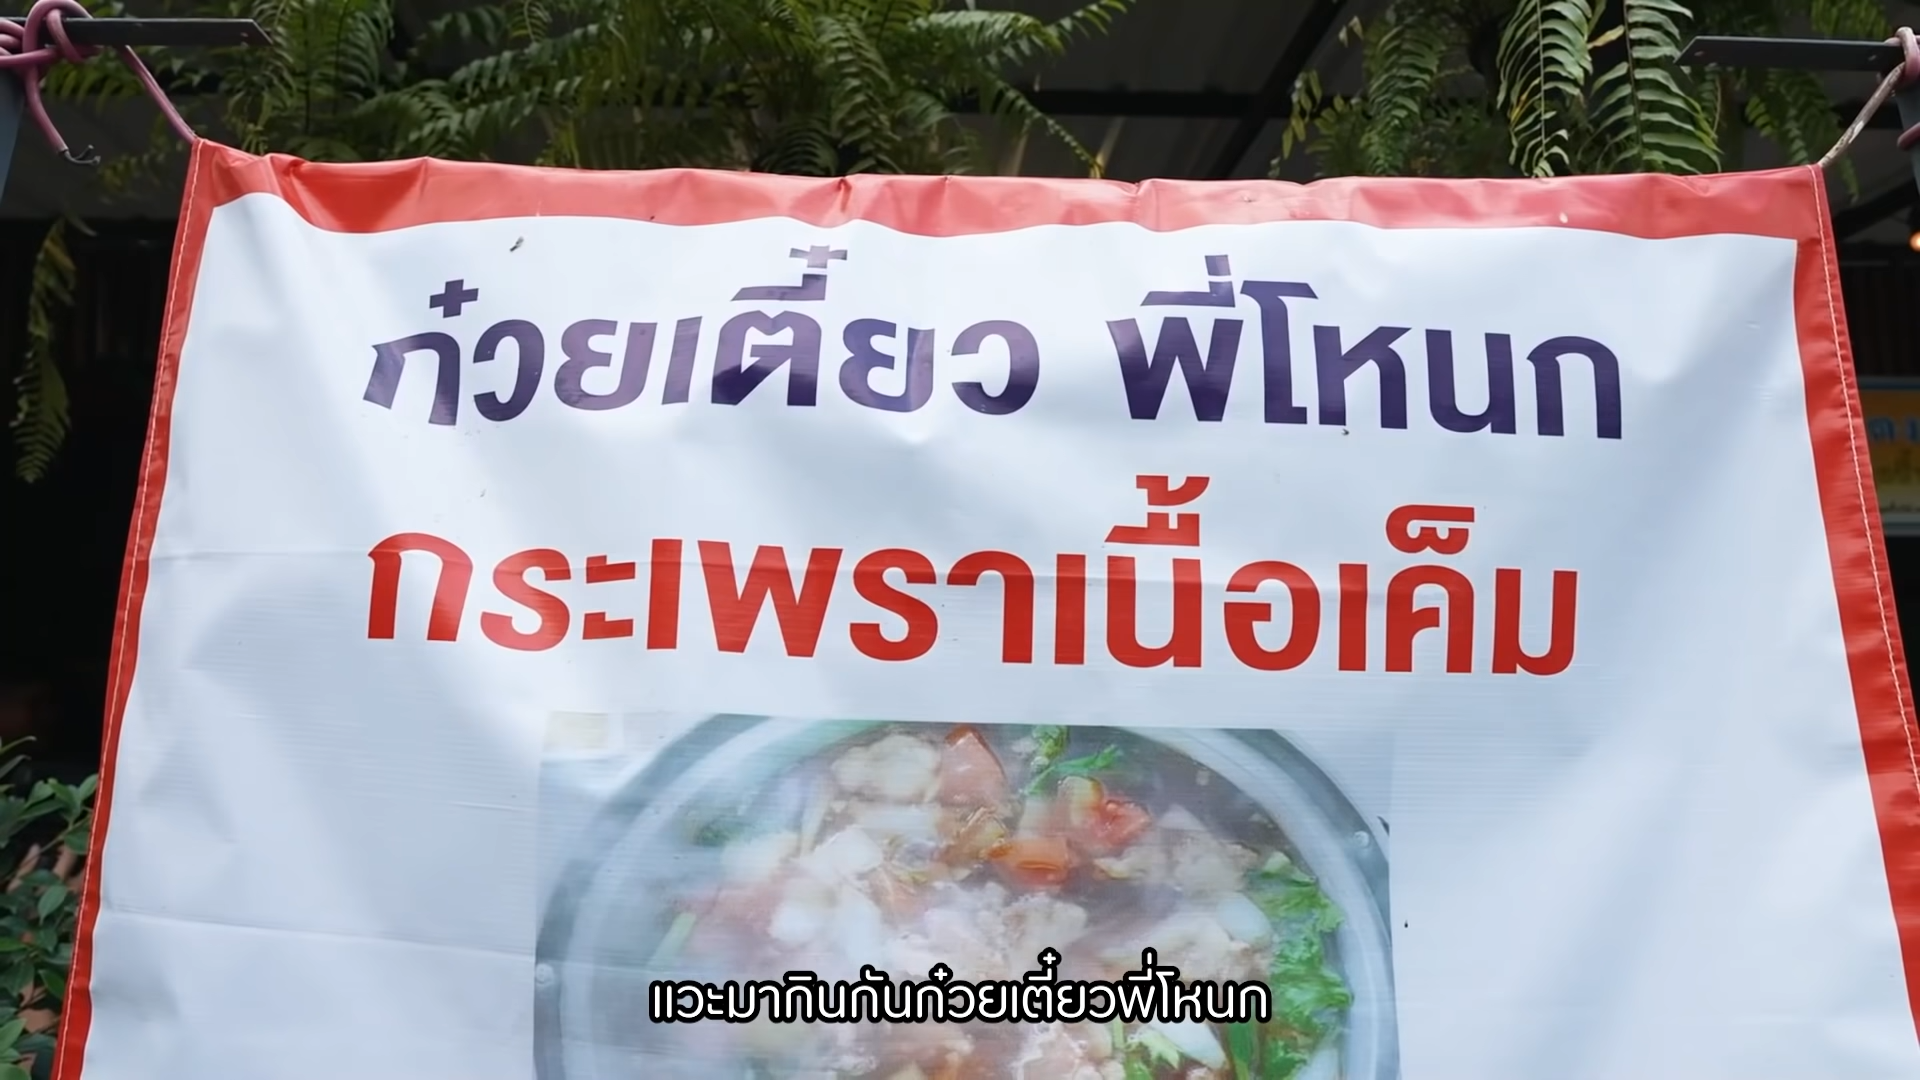 ก๋วยเตี๋ยว พี่โหนก
กระเพราเนื้อเค็ม
แวะมากินกันก๋วยเตี๋ยวพี่โหนก